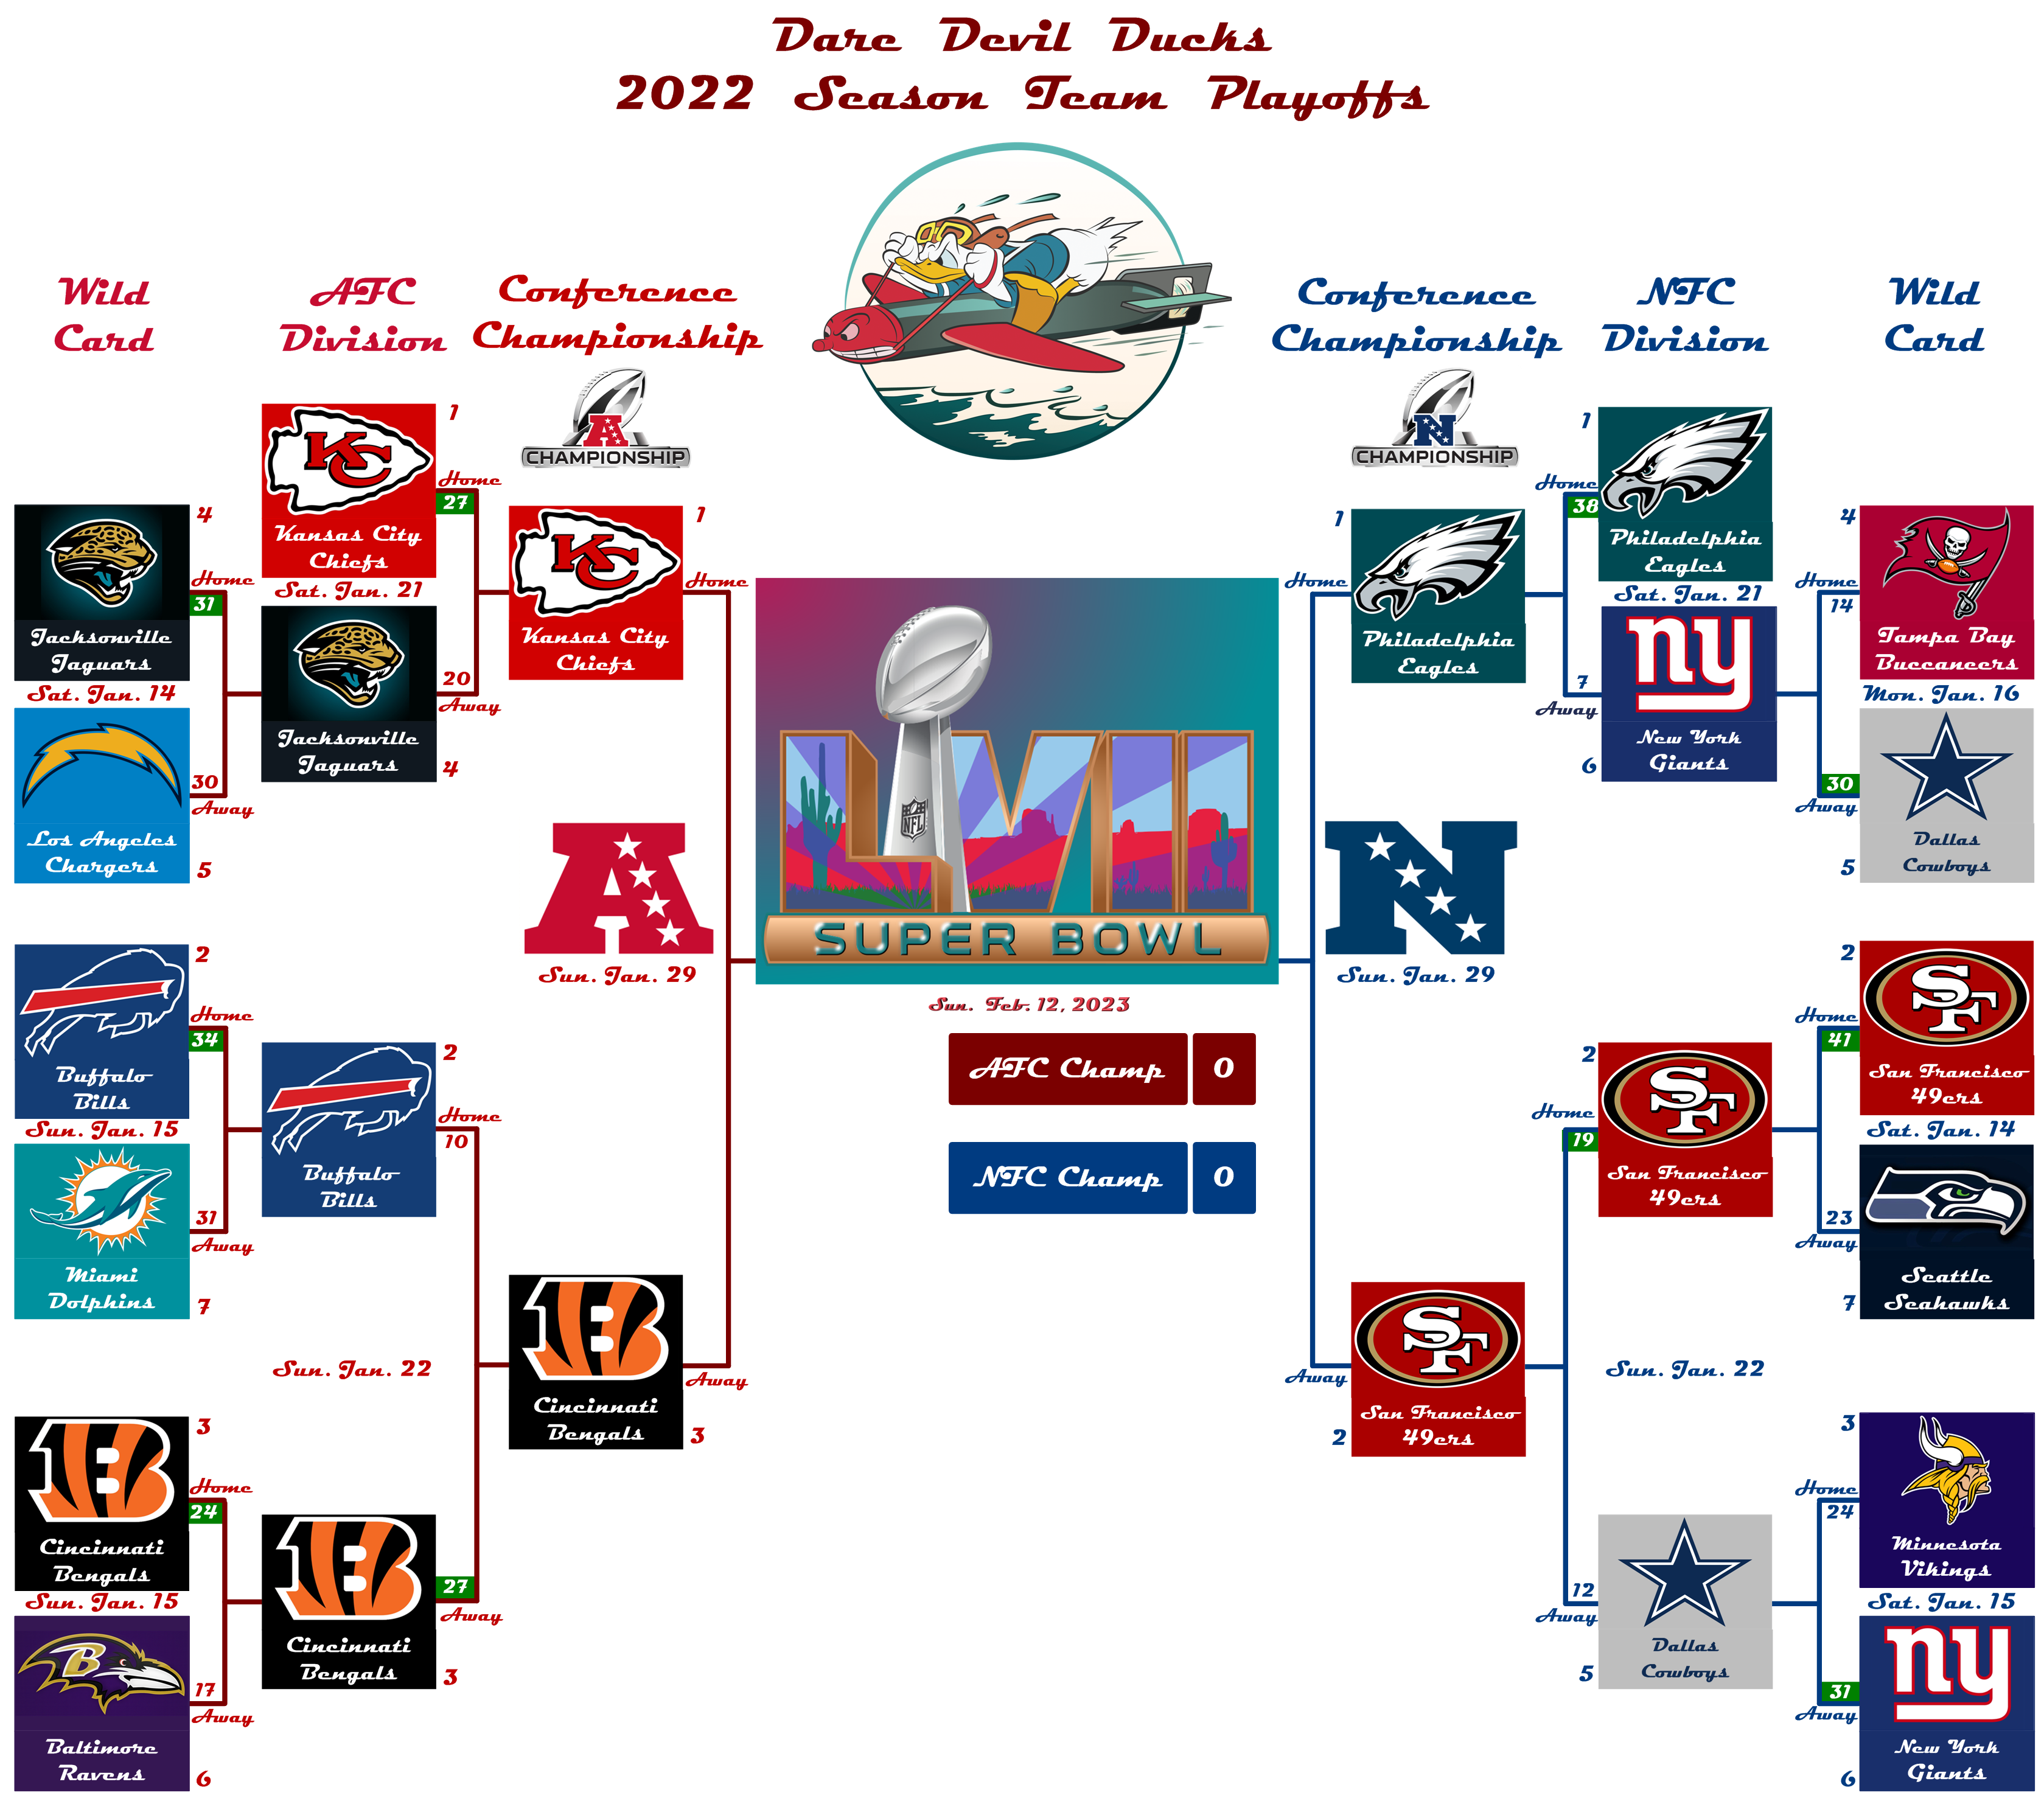 Dare Devil Ducks
2022 Season Team Playoffs
Wild
Card
AFC
Division
Conference
Championship
Conference
Championship
NFC
Division
Wild
Card
CHAMPIONSHIP
CHAMPIONSHIP
4
Home
31
Jacksonville
Jaguars
Sat. Jan. 14
30
Away
Los Angeles
Chargers
5
2
Home
34
Buffalo
Bills
Sun. Jan. 15
31
Away
Miami
Dolphins
7
3
Home
24
Cincinnati
Bengals
Sun. Jan. 15
17
Away
B
Baltimore
Ravens
6
1
KC
Home
27
Kansas City
Chiefs
Sat. Jan. 21
20
Away
Jacksonville
Jaguars
4
2
Home
10
Buffalo
Bills
Sun. Jan. 22
B
27
Away
Cincinnati
Bengals
3
1
KC
Home
Kansas City
Chiefs
A
Sun. Jan. 29
B
Away
Cincinnati
Bengals
3
NFL
LVII
SUPER BOWL
Sun. Feb. 12, 2023
AFC Champ 0
NFC Champ 0
1
Home
Philadelphia
Eagles
N
Sun. Jan. 29
SF
Away
San Francisco
49ers
2
1
Home
38
Philadelphia
Eagles
Sat. Jan. 21
ny
7
Away
New York
Giants
6
2
SF
Home
19
San Francisco
49ers
Sun. Jan. 22
12
Away
Dallas
Cowboys
5
4
Home
14
Tampa Bay
Buccaneers
Mon. Jan. 16
30
Away
Dallas
Cowboys
5
2
SF
Home
41
San Francisco
49ers
Sat. Jan. 14
23
Away
Seattle
Seahawks
7
3
Home
24
Minnesota
Vikings
Sat. Jan. 15
ny
31
Away
New York
Giants
6